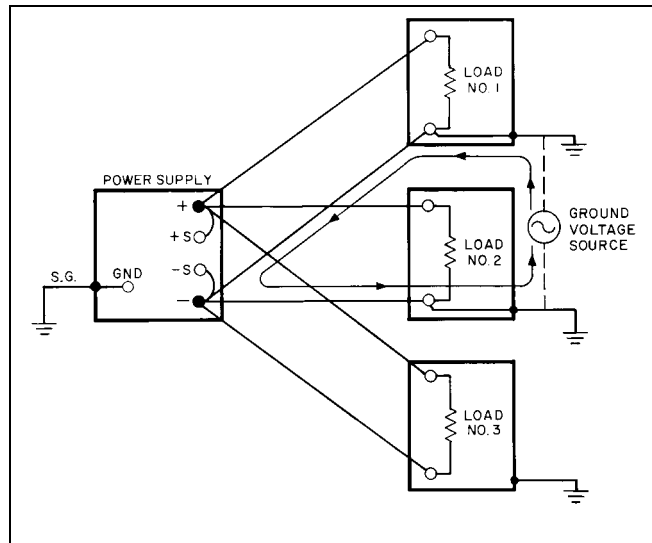 LOAD
NO. 1
POWER SUPPLY
+
+S
-S
-
S.G.
GND
LOAD
NO. 2
GROUND
VOLTAGE
SOURCE
LOAD
NO. 3